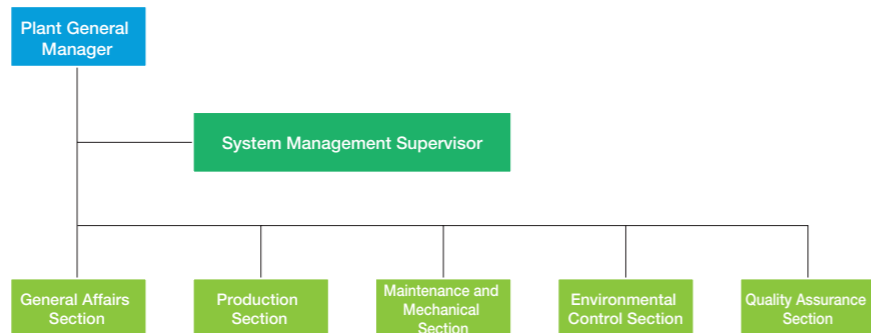 Plant General
Manager
System Management Supervisor
General Affairs
Section
Production
Section
Maintenance and
Mechanical
Section
Environmental
Control Section
Quality Assurance
Section